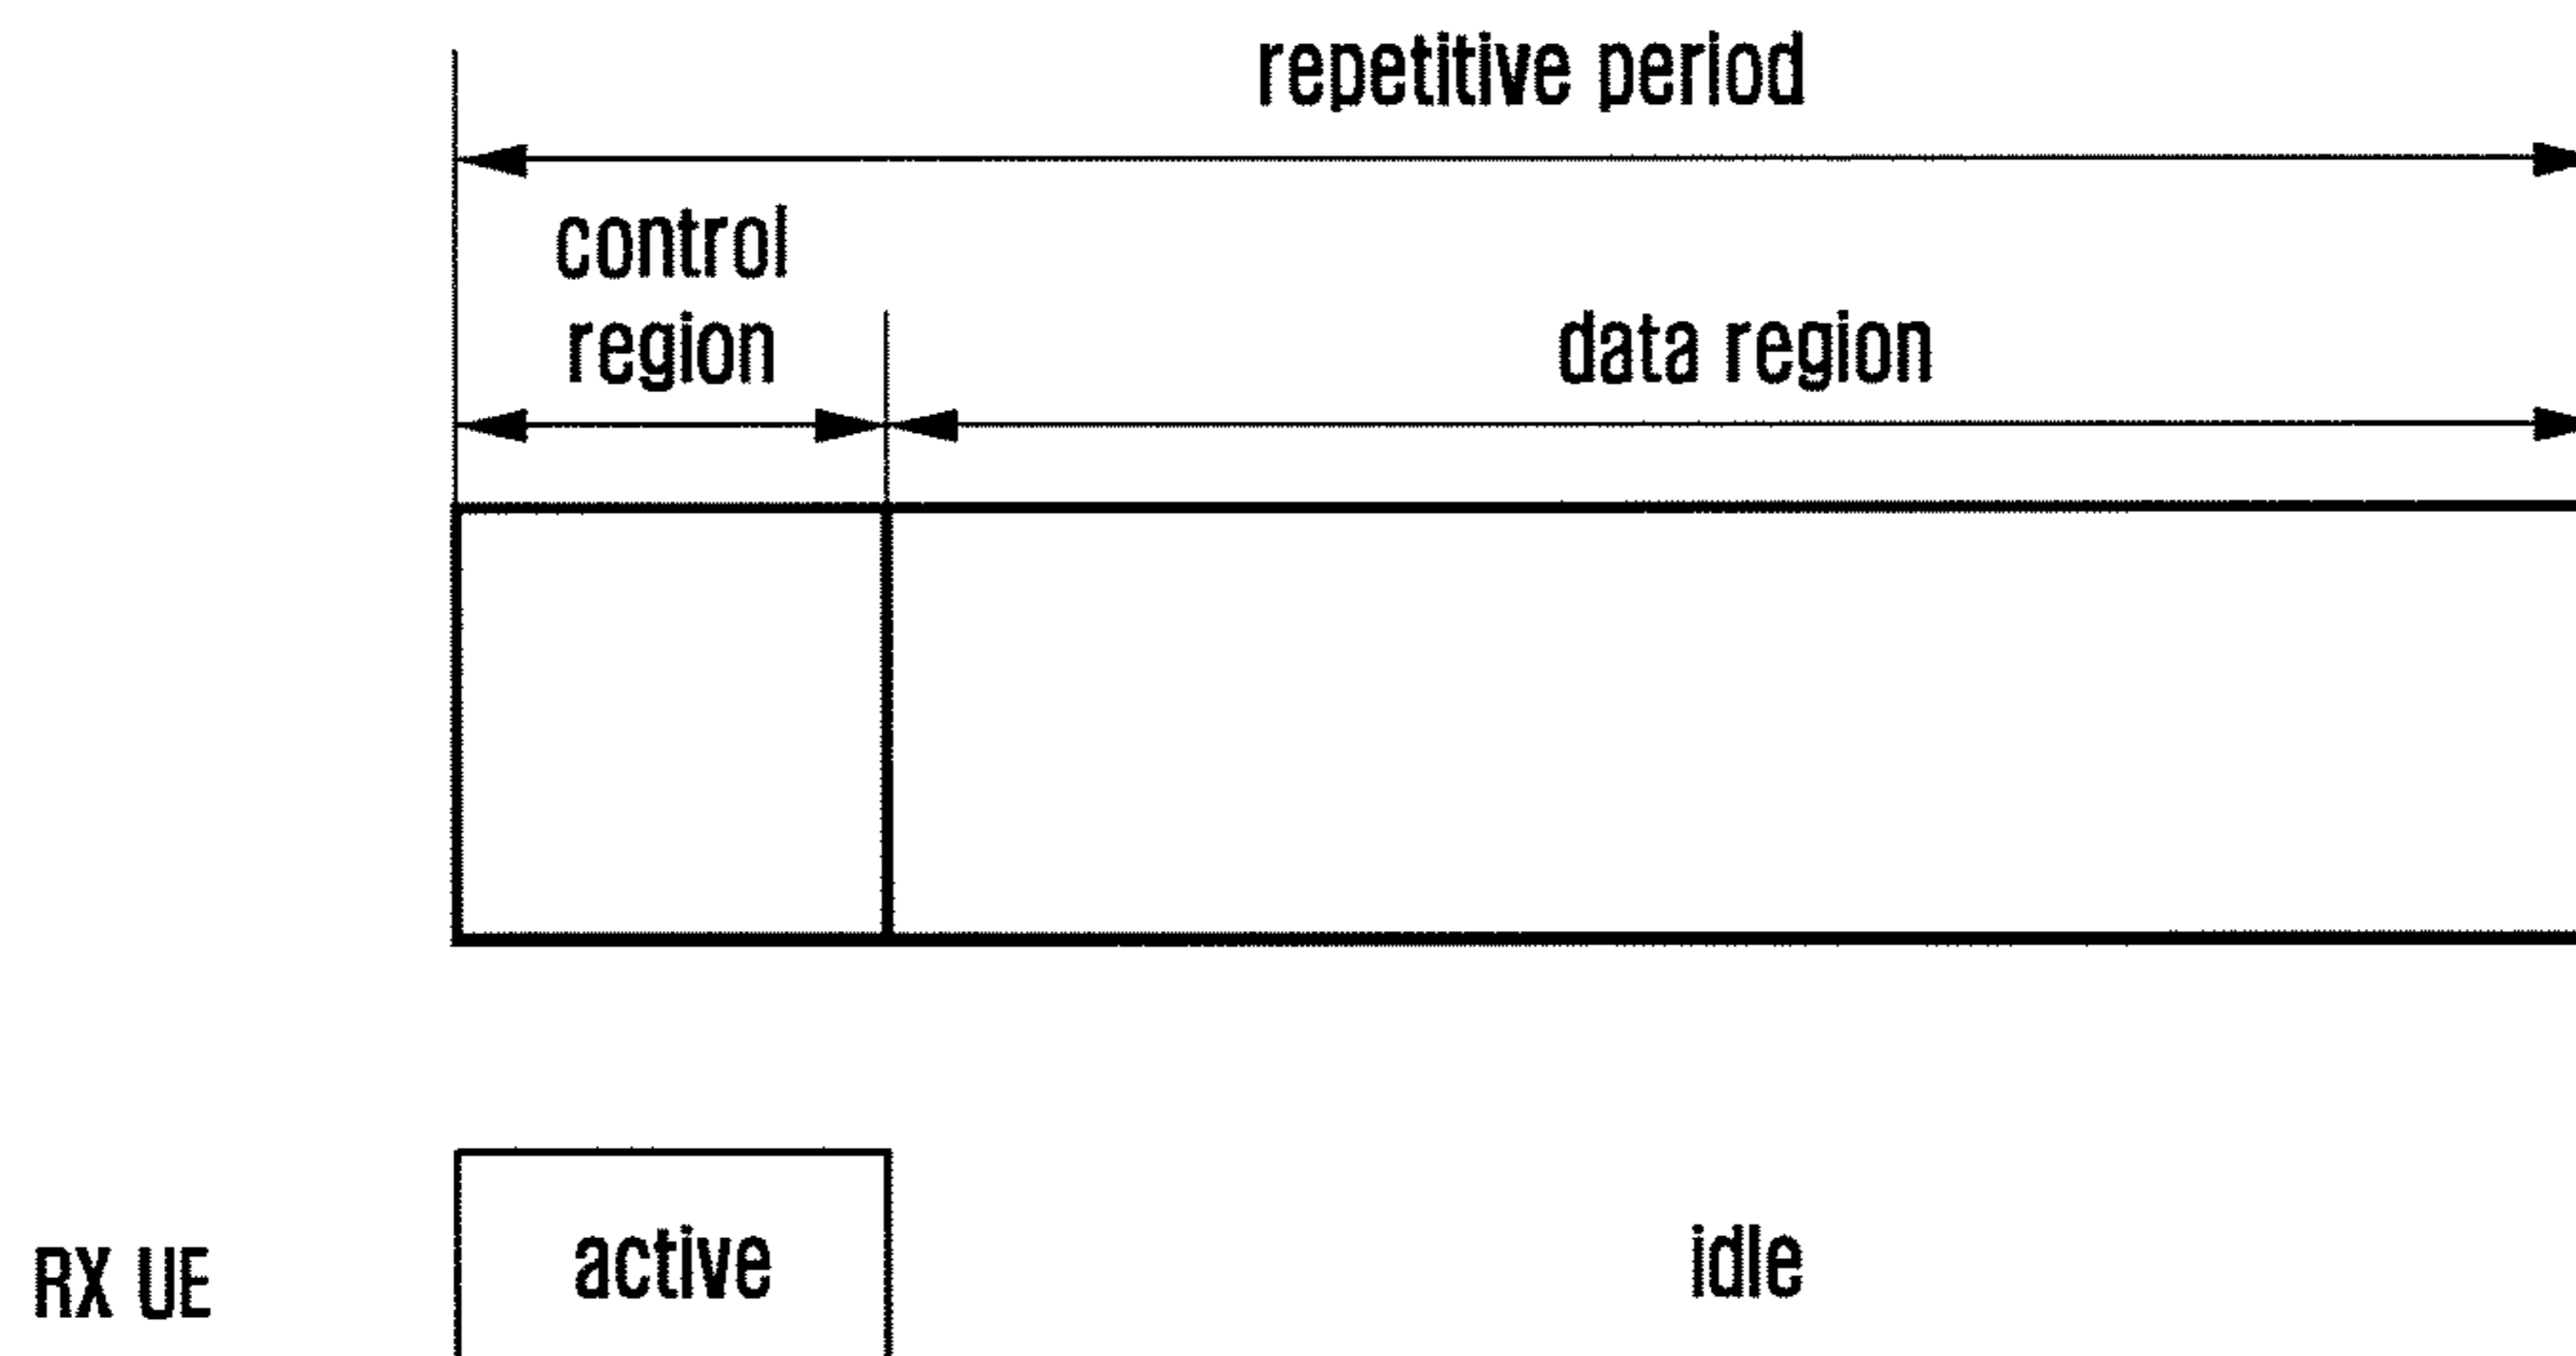 repetitive period
control
region
data region
RX UE
active
idle